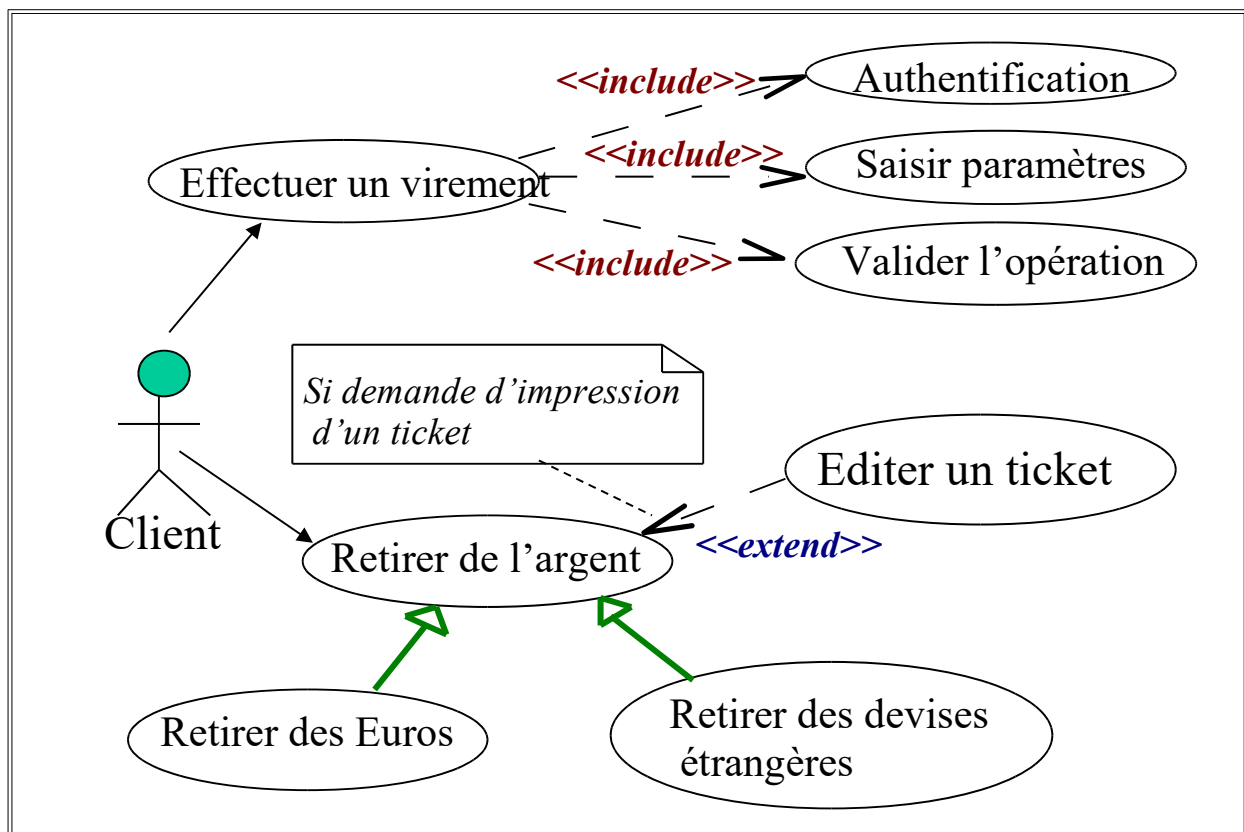 <<include>>
Authentification
<<include>>
Saisir paramètres
Effectuer un virement
<<include>>
Valider l’opération
Si demande d’impression
d’un ticket
Editer un ticket
Client
<<extend>>
Retirer de l’argent
Retirer des Euros
Retirer des devises
étrangères